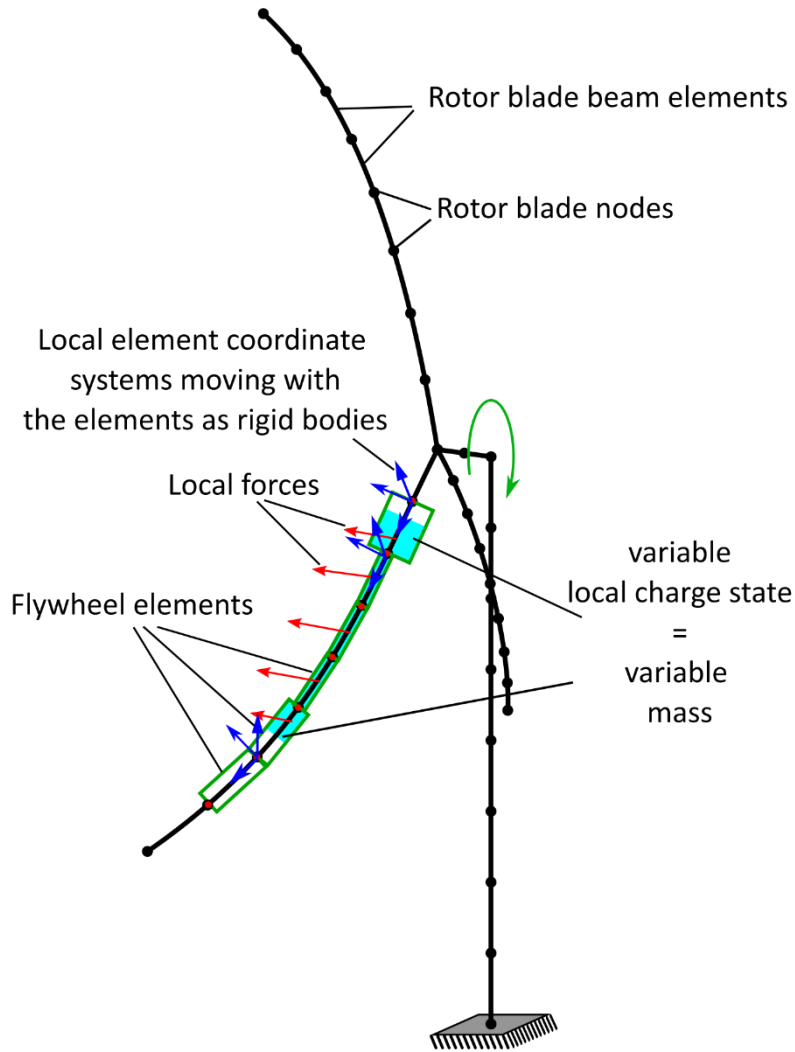 Rotor blade beam elements
Rotor blade nodes
Local element coordinate
systems moving with
the elements as rigid bodies
Local forces
Flywheel elements
variable
local charge state
=
variable
mass